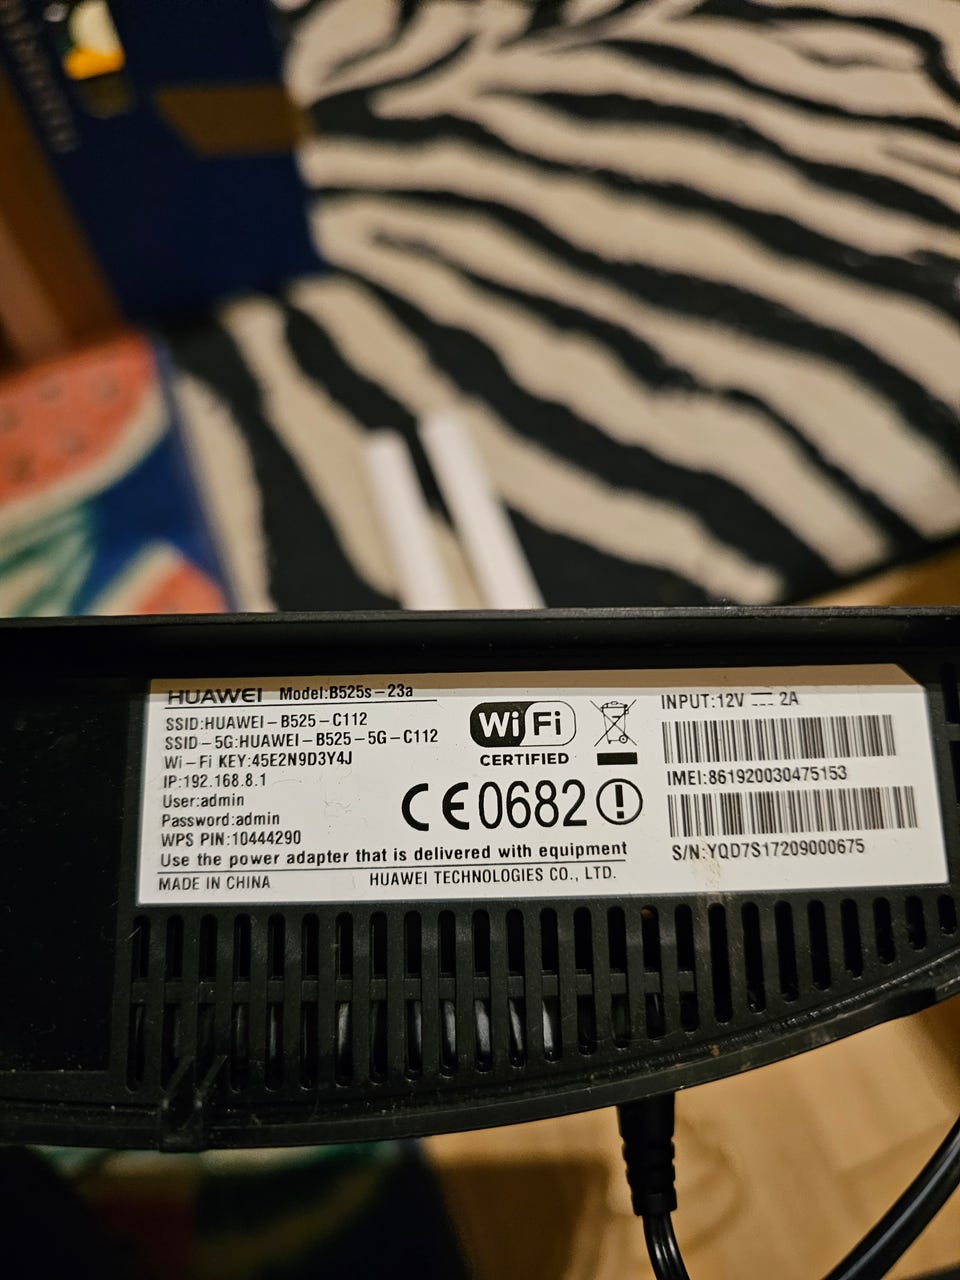 HUAWEI Model:B525s-23a
SSID:HUAWEI-B525-C112
SSID-5G:HUAWEI-B525-5G-C112
Wi-Fi KEY:45E2N9D3Y4J
IP:192.168.8.1
User:admin
Password:admin
WPS PIN:10444290
Use the power adapter that is delivered with equipment
MADE IN CHINA HUAWEI TECHNOLOGIES CO., LTD.
Wi Fi
CERTIFIED
CE0682
INPUT:12V ⎓ 2A
IMEI:861920030475153
S/N:YQD7S17209000675